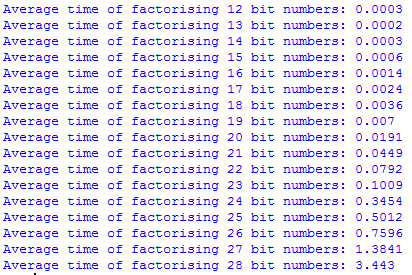 Average time of factorising 12 bit numbers: 0.0003
Average time of factorising 13 bit numbers: 0.0002
Average time of factorising 14 bit numbers: 0.0003
Average time of factorising 15 bit numbers: 0.0006
Average time of factorising 16 bit numbers: 0.0014
Average time of factorising 17 bit numbers: 0.0024
Average time of factorising 18 bit numbers: 0.0036
Average time of factorising 19 bit numbers: 0.007
Average time of factorising 20 bit numbers: 0.0191
Average time of factorising 21 bit numbers: 0.0449
Average time of factorising 22 bit numbers: 0.0792
Average time of factorising 23 bit numbers: 0.1009
Average time of factorising 24 bit numbers: 0.3454
Average time of factorising 25 bit numbers: 0.5012
Average time of factorising 26 bit numbers: 0.7596
Average time of factorising 27 bit numbers: 1.3841
Average time of factorising 28 bit numbers: 3.443